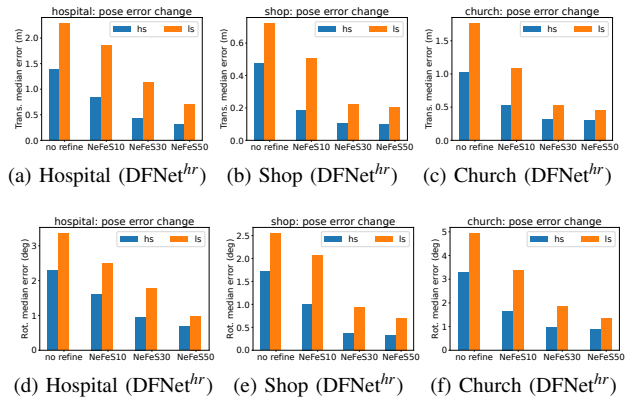 hospital: pose error change
Trans. median error (m)
2.0
1.5
1.0
0.5
0.0
hs ls
no refine NeFeS10 NeFeS30 NeFeS50
(a) Hospital (DFNet^hr)
shop: pose error change
Trans. median error (m)
0.6
0.4
0.2
0.0
hs ls
no refine NeFeS10 NeFeS30 NeFeS50
(b) Shop (DFNet^hr)
church: pose error change
Trans. median error (m)
1.5
1.0
0.5
0.0
hs ls
no refine NeFeS10 NeFeS30 NeFeS50
(c) Church (DFNet^hr)
hospital: pose error change
Rot. median error (deg)
3
2
1
0
hs ls
no refine NeFeS10 NeFeS30 NeFeS50
(d) Hospital (DFNet^hr)
shop: pose error change
Rot. median error (deg)
2.5
2.0
1.5
1.0
0.5
0.0
hs ls
no refine NeFeS10 NeFeS30 NeFeS50
(e) Shop (DFNet^hr)
church: pose error change
Rot. median error (deg)
5
4
3
2
1
0
hs ls
no refine NeFeS10 NeFeS30 NeFeS50
(f) Church (DFNet^hr)